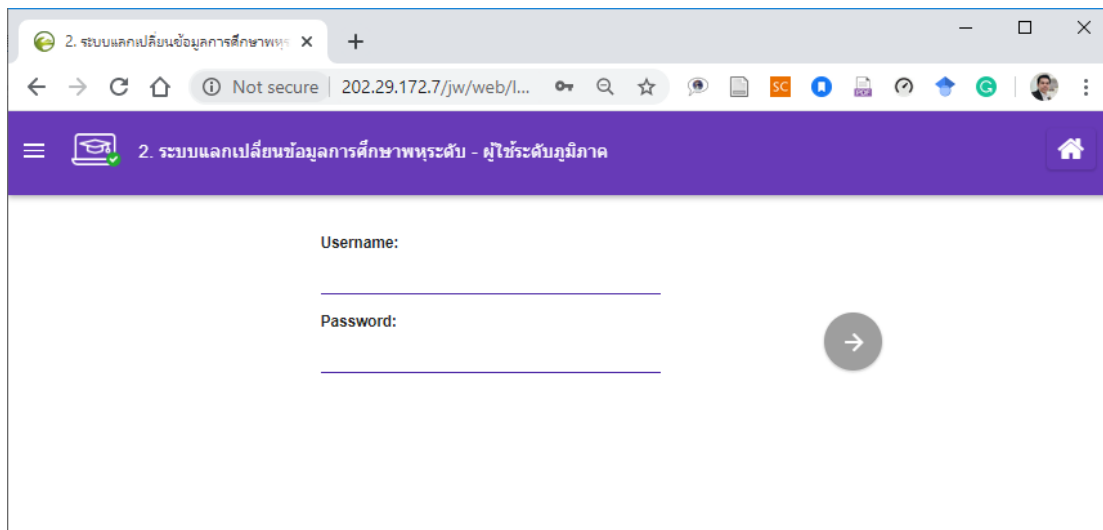 2. ระบบแลกเปลี่ยนข้อมูลการศึกษาพหุร
Not secure 202.29.172.7/jw/web/l...
SC
PDF
G
2. ระบบแลกเปลี่ยนข้อมูลการศึกษาพหุระดับ - ผู้ใช้ระดับภูมิภาค
Username:
Password: